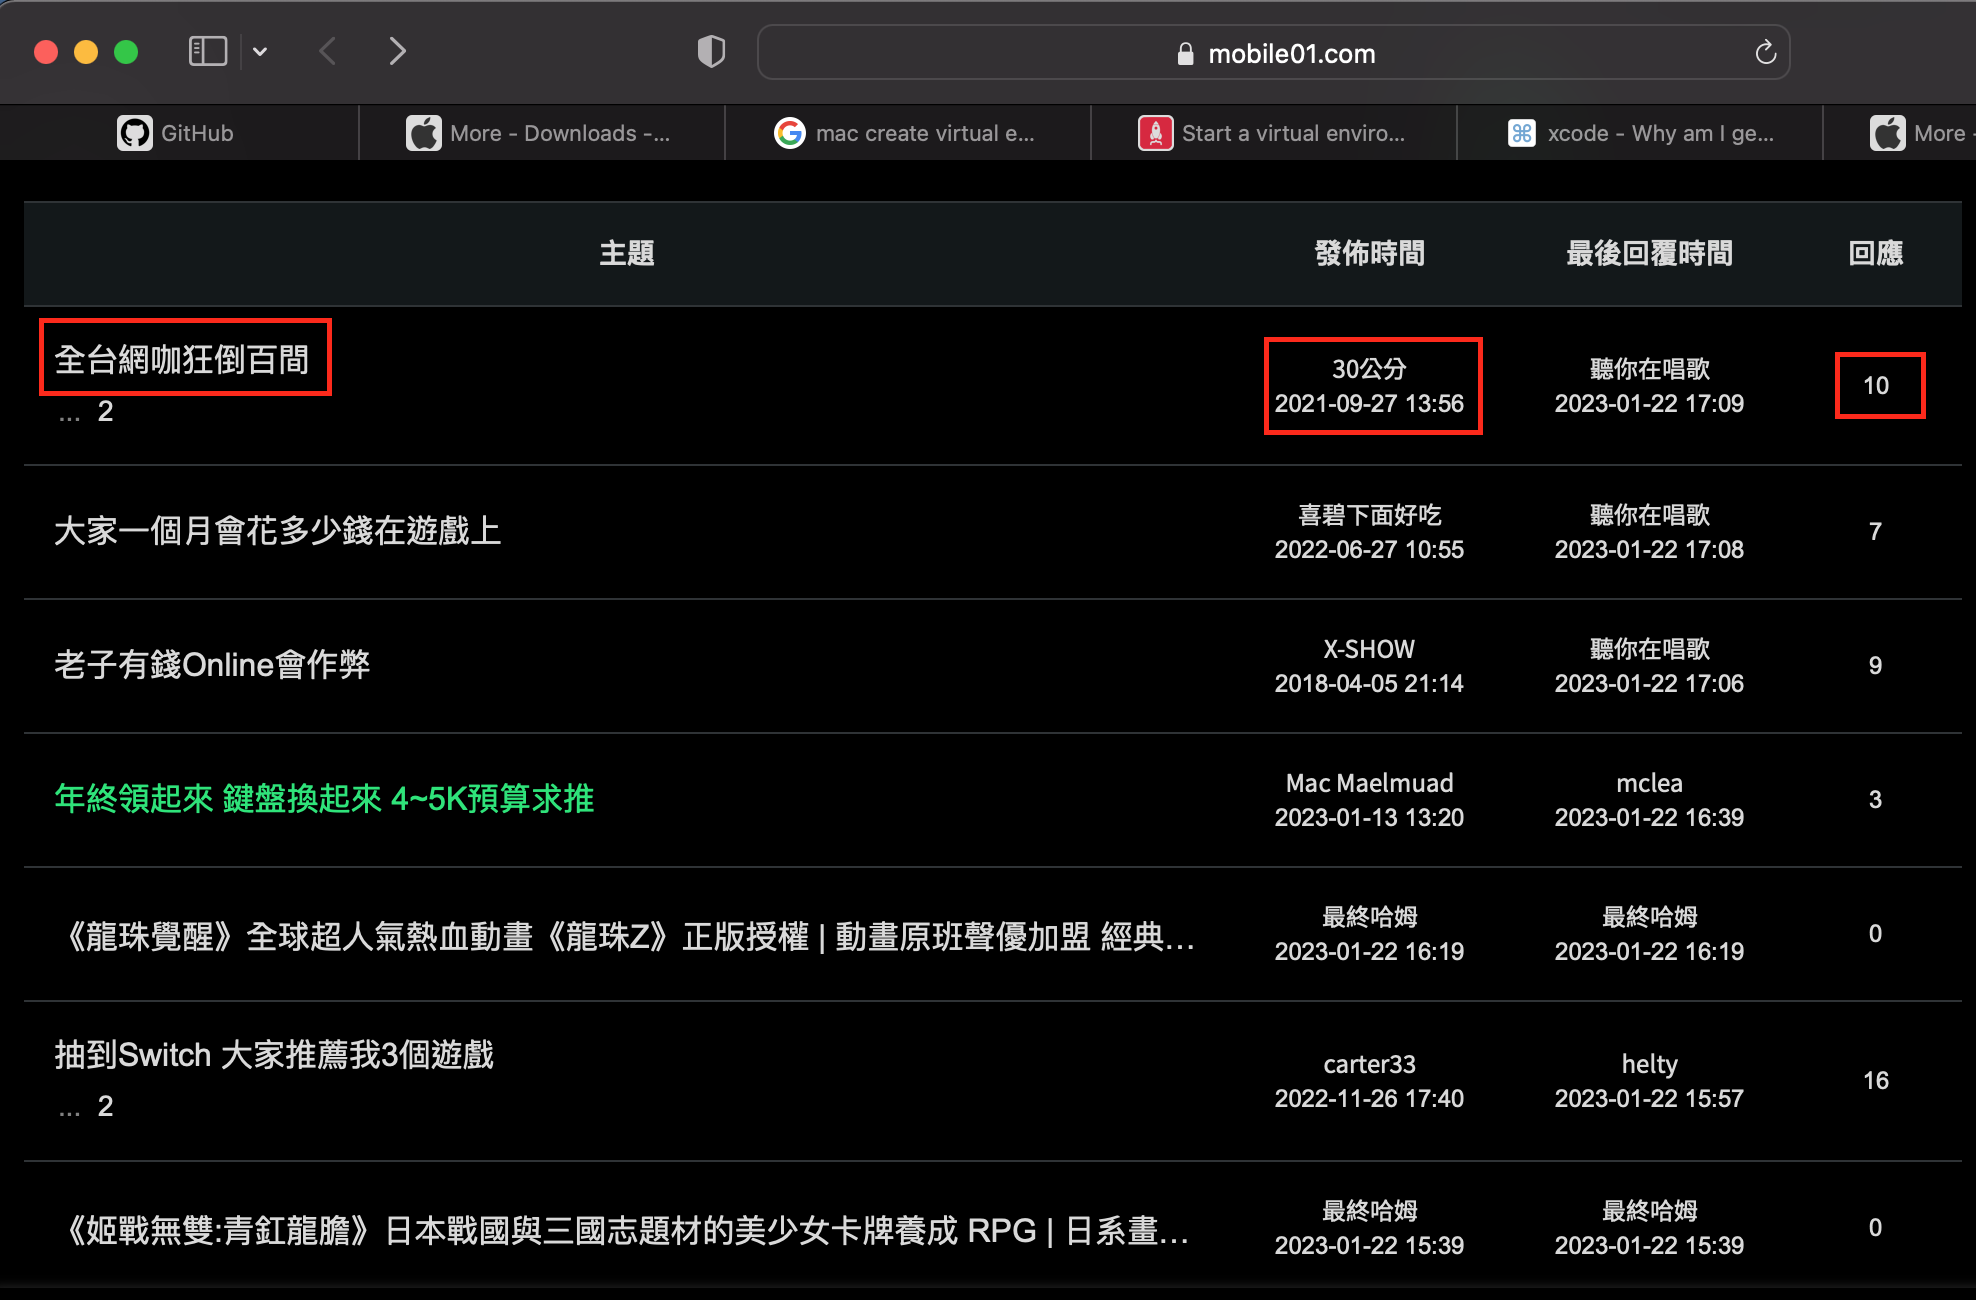 mobile01.com
GitHub
More - Downloads -...
mac create virtual e...
Start a virtual enviro...
xcode - Why am I ge...
More -
主題
發佈時間
最後回覆時間
回應
全台網咖狂倒百間
... 2
30公分
2021-09-27 13:56
聽你在唱歌
2023-01-22 17:09
10
大家一個月會花多少錢在遊戲上
喜碧下面好吃
2022-06-27 10:55
聽你在唱歌
2023-01-22 17:08
7
老子有錢Online會作弊
X-SHOW
2018-04-05 21:14
聽你在唱歌
2023-01-22 17:06
9
年終領起來 鍵盤換起來 4~5K預算求推
Mac Maelmuad
2023-01-13 13:20
mclea
2023-01-22 16:39
3
《龍珠覺醒》全球超人氣熱血動畫《龍珠Z》正版授權 | 動畫原班聲優加盟 經典...
最終哈姆
2023-01-22 16:19
最終哈姆
2023-01-22 16:19
0
抽到Switch 大家推薦我3個遊戲
... 2
carter33
2022-11-26 17:40
helty
2023-01-22 15:57
16
《姬戰無雙:青釭龍膽》日本戰國與三國志題材的美少女卡牌養成 RPG | 日系畫...
最終哈姆
2023-01-22 15:39
最終哈姆
2023-01-22 15:39
0